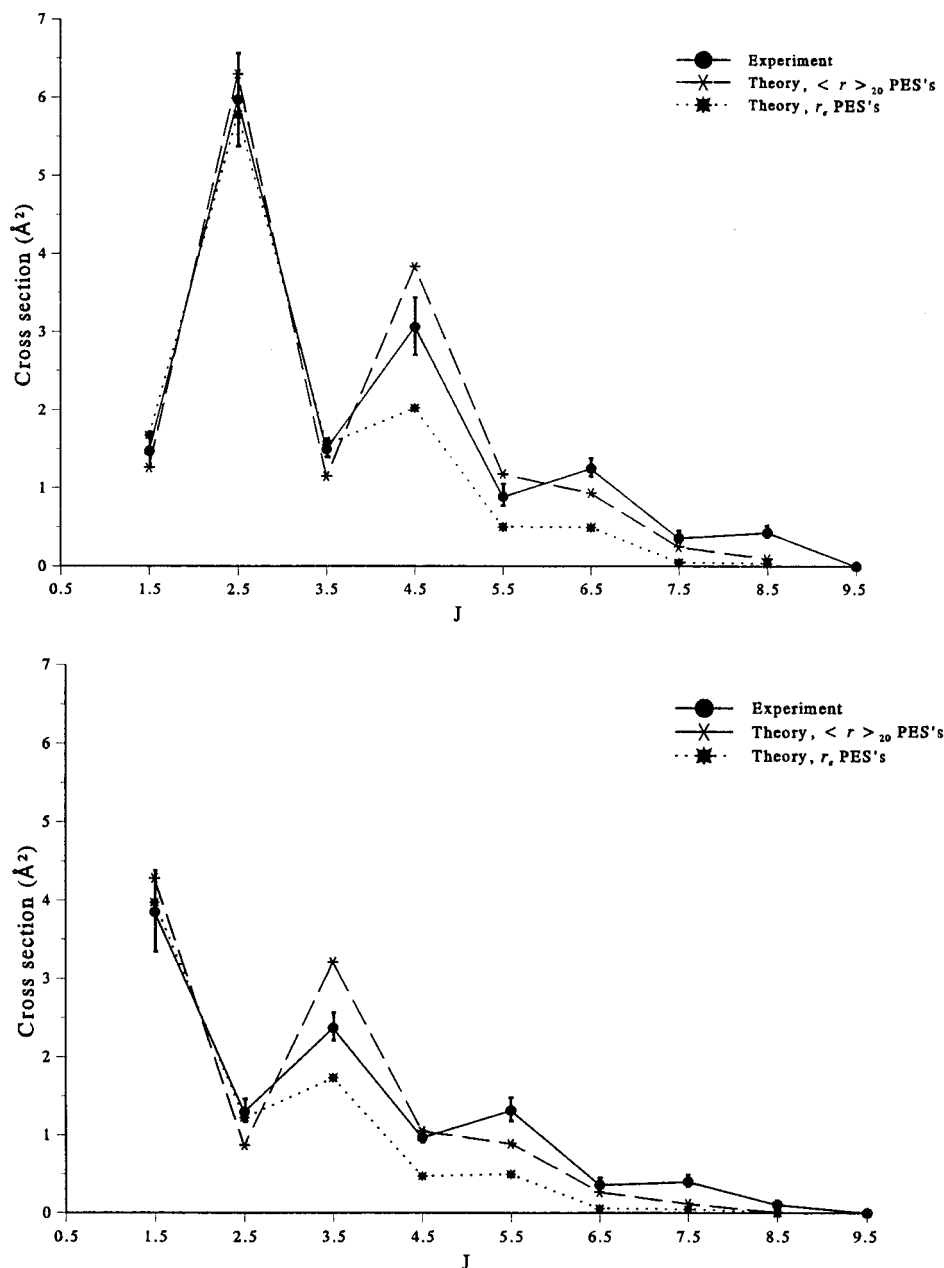 7
6
5
4
3
2
1
0
Cross section (Å²)
Experiment
Theory, < r >₂₀ PES's
Theory, rₑ PES's
0.5 1.5 2.5 3.5 4.5 5.5 6.5 7.5 8.5 9.5
J
7
6
5
4
3
2
1
0
Cross section (Å²)
Experiment
Theory, < r >₂₀ PES's
Theory, rₑ PES's
0.5 1.5 2.5 3.5 4.5 5.5 6.5 7.5 8.5 9.5
J